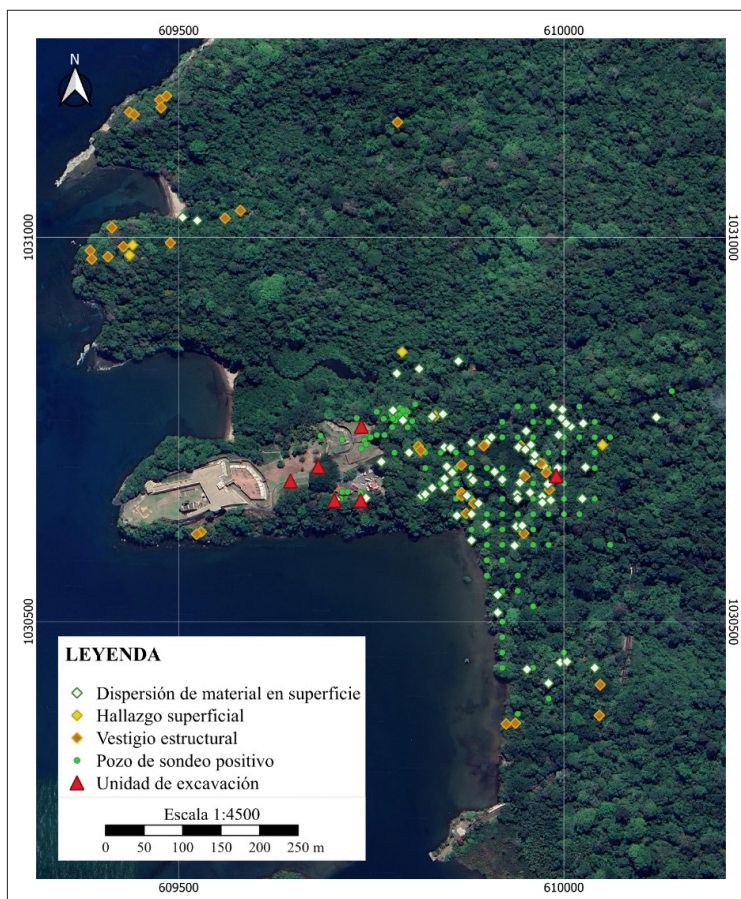 609500 610000
N
1031000 1031000
1030500 1030500
LEYENDA
Dispersión de material en superficie
Hallazgo superficial
Vestigio estructural
Pozo de sondeo positivo
Unidad de excavación
Escala 1:4500
0 50 100 150 200 250 m
609500 610000